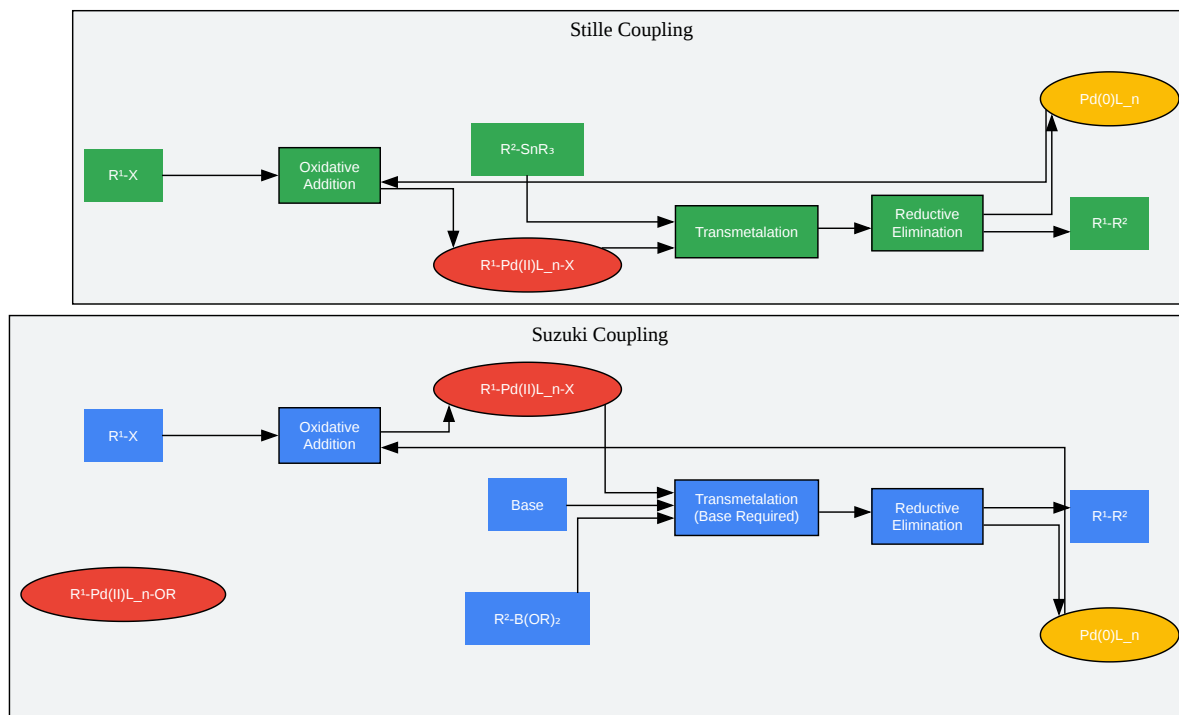 Stille Coupling
Pd(0)L_n
R²-SnR₃
R¹-X
Oxidative
Addition
Transmetalation
Reductive
Elimination
R¹-R²
R¹-Pd(II)L_n-X
Suzuki Coupling
R¹-Pd(II)L_n-X
R¹-X
Oxidative
Addition
Base
Transmetalation
(Base Required)
Reductive
Elimination
R¹-R²
R¹-Pd(II)L_n-OR
R²-B(OR)₂
Pd(0)L_n